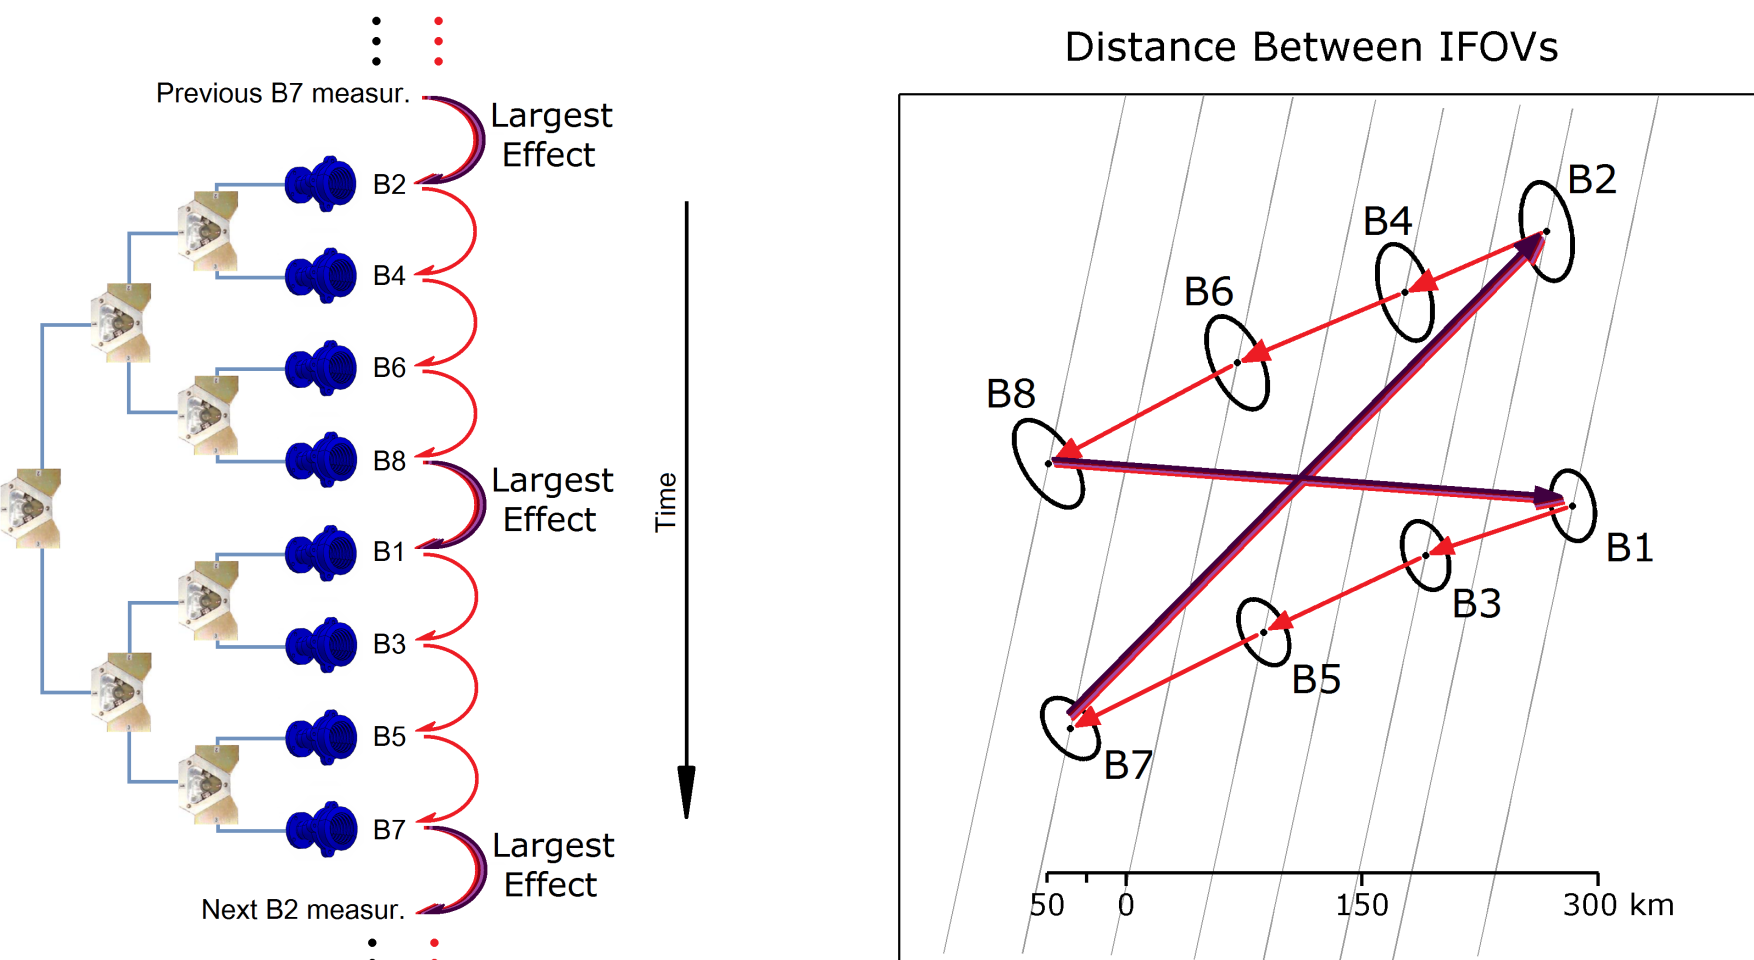 Previous B7 measur.
Largest
Effect
B2
B4
B6
B8
Largest
Effect
B1
B3
B5
B7
Largest
Effect
Next B2 measur.
Time
Distance Between IFOVs
B2
B4
B6
B8
B1
B3
B5
B7
50 0 150 300 km